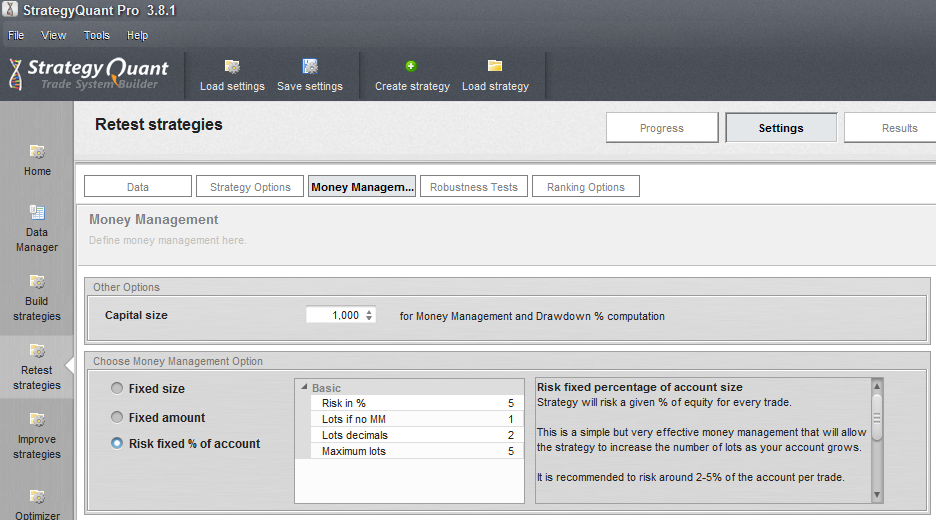 StrategyQuant Pro 3.8.1
File View Tools Help
Strategy Quant
Trade System Builder
Load settings Save settings Create strategy Load strategy
Retest strategies
Progress Settings Results
Home
Data Strategy Options Money Managem... Robustness Tests Ranking Options
Money Management
Define money management here.
Data
Manager
Other Options
Capital size 1,000 for Money Management and Drawdown % computation
Build
strategies
Choose Money Management Option
Retest
strategies
Fixed size
Fixed amount
Risk fixed % of account
Basic
Risk in % 5
Lots if no MM 1
Lots decimals 2
Maximum lots 5
Risk fixed percentage of account size
Strategy will risk a given % of equity for every trade.
This is a simple but very effective money management that will allow
the strategy to increase the number of lots as your account grows.
It is recommended to risk around 2-5% of the account per trade.
Improve
strategies
Optimizer